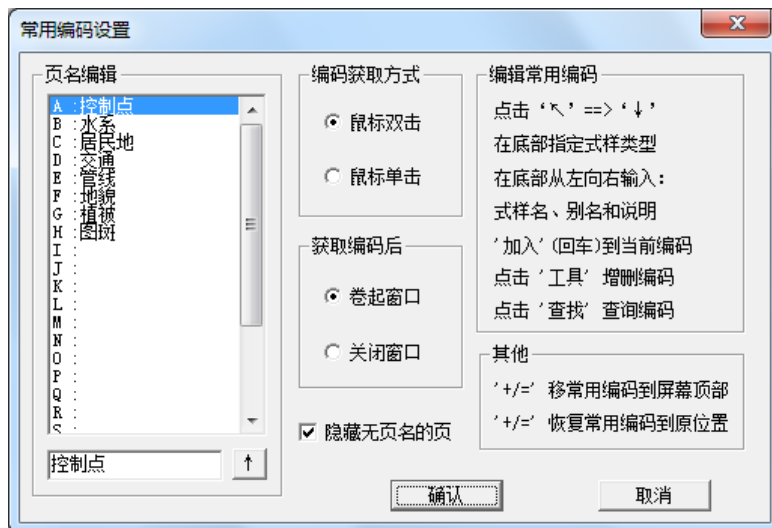 常用编码设置
页名编辑
A :控制点
B :水系
C :居民地
D :交通
E :管线
F :地貌
G :植被
H :图斑
I :
J :
K :
L :
M :
N :
O :
P :
Q :
R :
S :
控制点
↑
编码获取方式
鼠标双击
鼠标单击
获取编码后
卷起窗口
关闭窗口
隐藏无页名的页
编辑常用编码
点击 ‘↖’ ==> ‘↓’
在底部指定式样类型
在底部从左向右输入:
式样名、别名和说明
'加入'(回车)到当前编码
点击 '工具' 增删编码
点击 '查找' 查询编码
其他
'+/=' 移常用编码到屏幕顶部
'+/=' 恢复常用编码到原位置
确认
取消